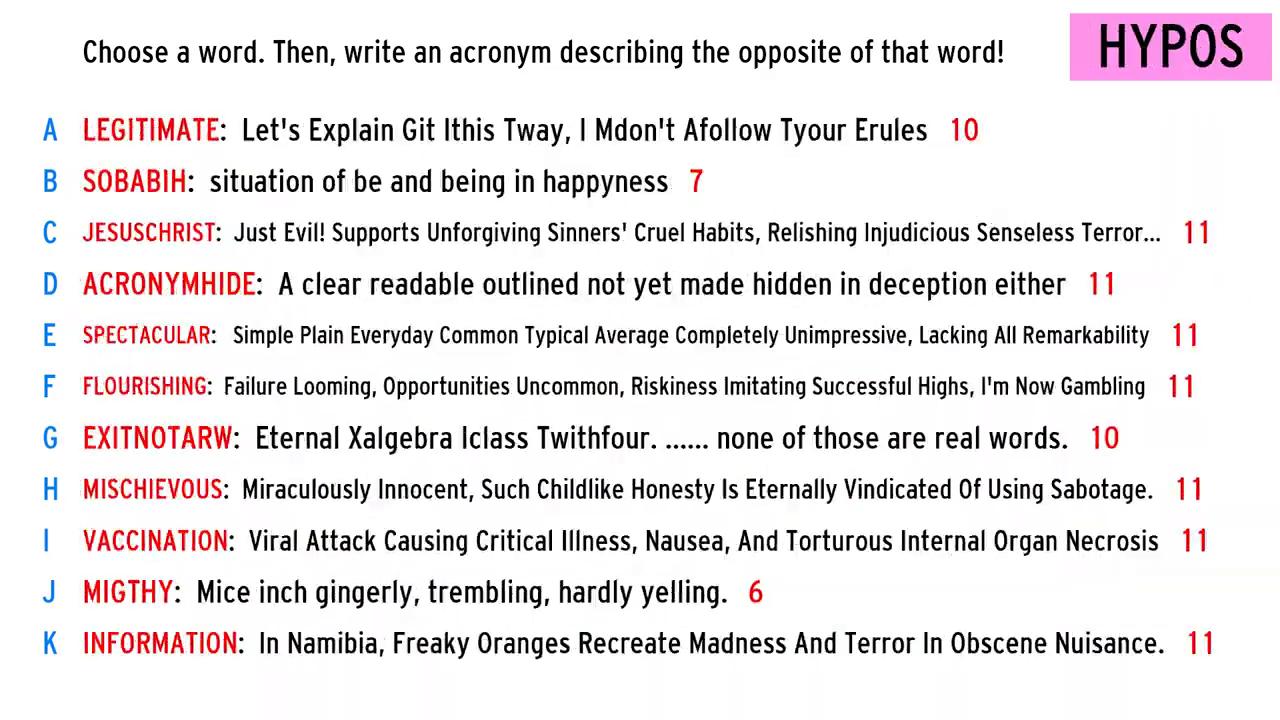 Choose a word. Then, write an acronym describing the opposite of that word!
HYPOS
A LEGITIMATE: Let's Explain Git Ithis Tway, I Mdon't Afollow Tyour Erules 10
B SOBABIH: situation of be and being in happyness 7
C JESUSCHRIST: Just Evil! Supports Unforgiving Sinners' Cruel Habits, Relishing Injudicious Senseless Terror... 11
D ACRONYMHIDE: A clear readable outlined not yet made hidden in deception either 11
E SPECTACULAR: Simple Plain Everyday Common Typical Average Completely Unimpressive, Lacking All Remarkability 11
F FLOURISHING: Failure Looming, Opportunities Uncommon, Riskiness Imitating Successful Highs, I'm Now Gambling 11
G EXITNOTARW: Eternal Xalgebra Iclass Twithfour. ...... none of those are real words. 10
H MISCHIEVOUS: Miraculously Innocent, Such Childlike Honesty Is Eternally Vindicated Of Using Sabotage. 11
I VACCINATION: Viral Attack Causing Critical Illness, Nausea, And Torturous Internal Organ Necrosis 11
J MIGTHY: Mice inch gingerly, trembling, hardly yelling. 6
K INFORMATION: In Namibia, Freaky Oranges Recreate Madness And Terror In Obscene Nuisance. 11